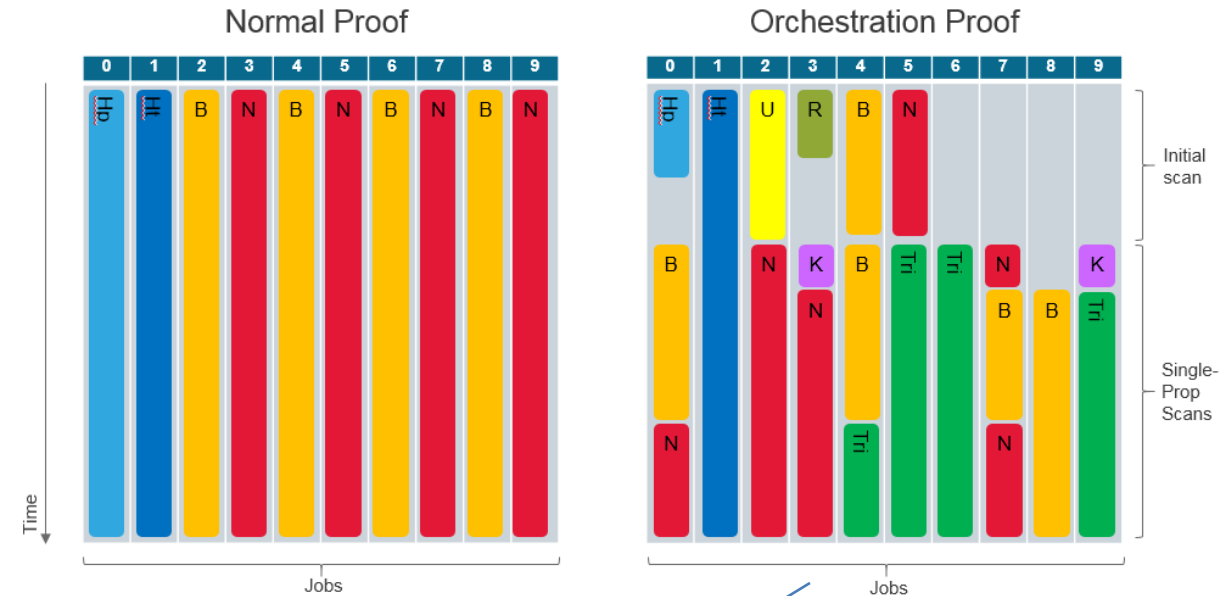 Normal Proof
Orchestration Proof
0 1 2 3 4 5 6 7 8 9
0 1 2 3 4 5 6 7 8 9
Hp Ht B N B N B N B N
Hp Ht U R B N
Initial
scan
B N K B Tri Tri N K
N B B Tri
Single-
Prop
Scans
N Tri N
Time
Jobs
Jobs